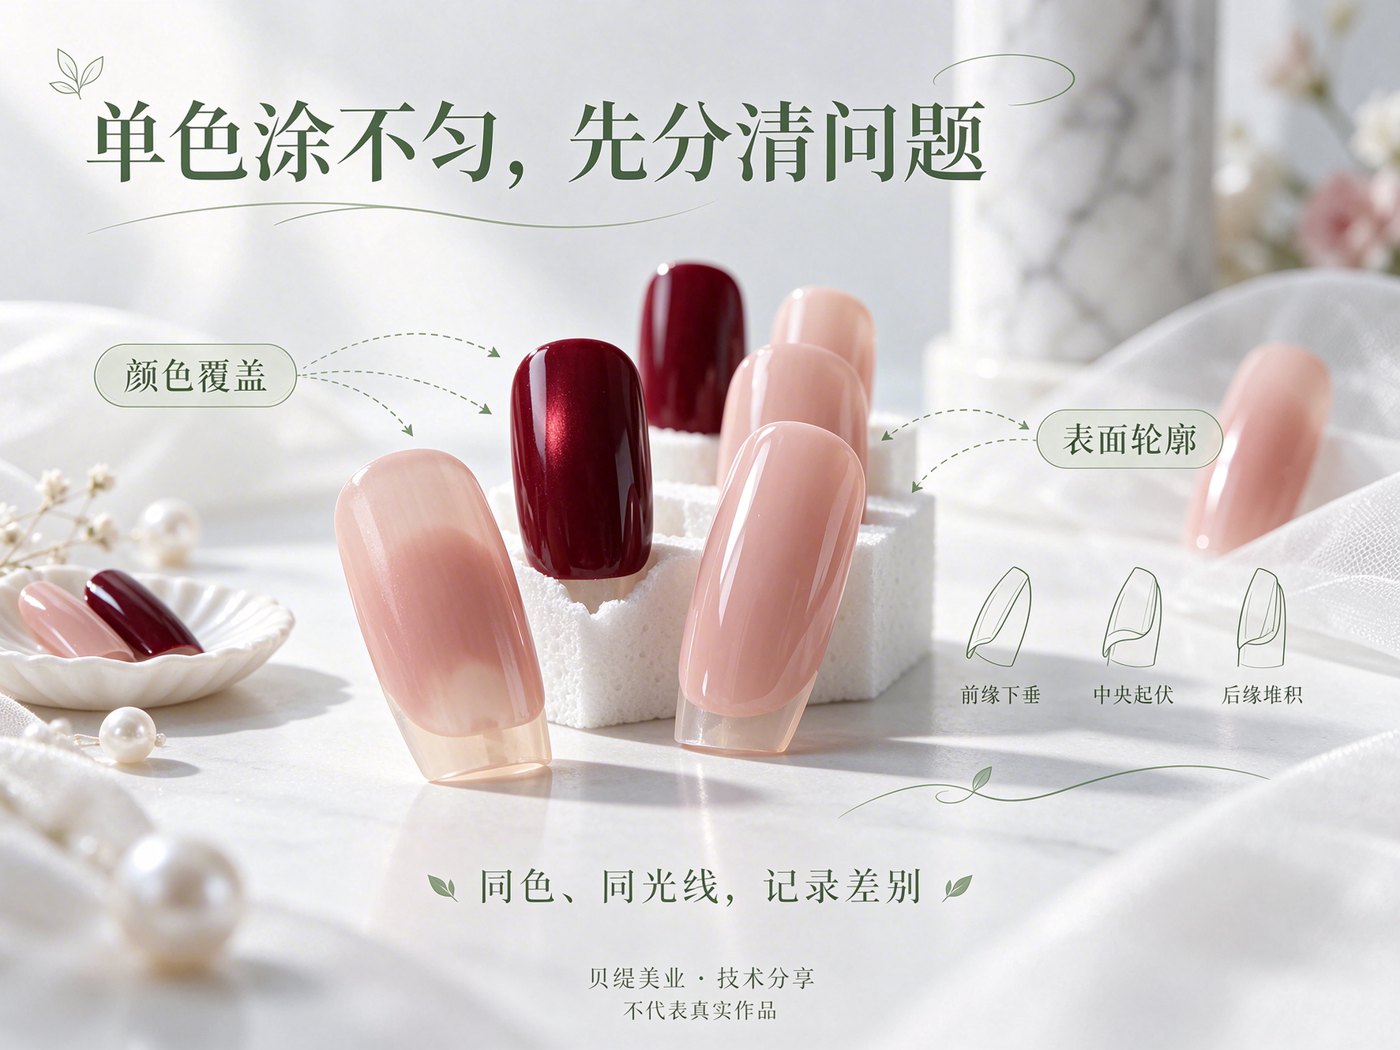 单色涂不匀，先分清问题
颜色覆盖
表面轮廓
前缘下垂
中央起伏
后缘堆积
同色、同光线，记录差别
贝缇美业·技术分享
不代表真实作品